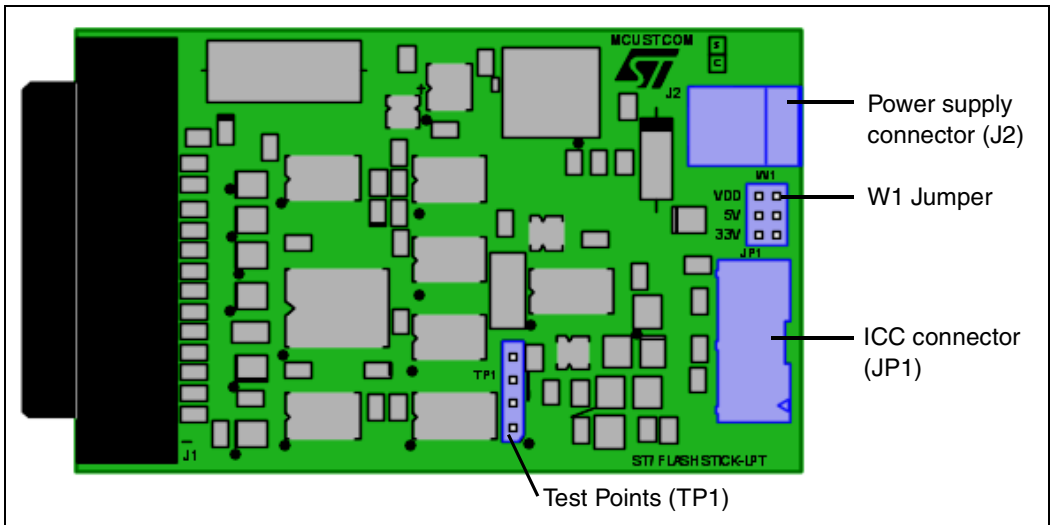 MCUSTCOM
S
C
ST
J2
Power supply
connector (J2)
W1
VDD
5V
33V
W1 Jumper
JP1
ICC connector
(JP1)
TP1
J1
ST7 FLASH STICK-LPT
Test Points (TP1)